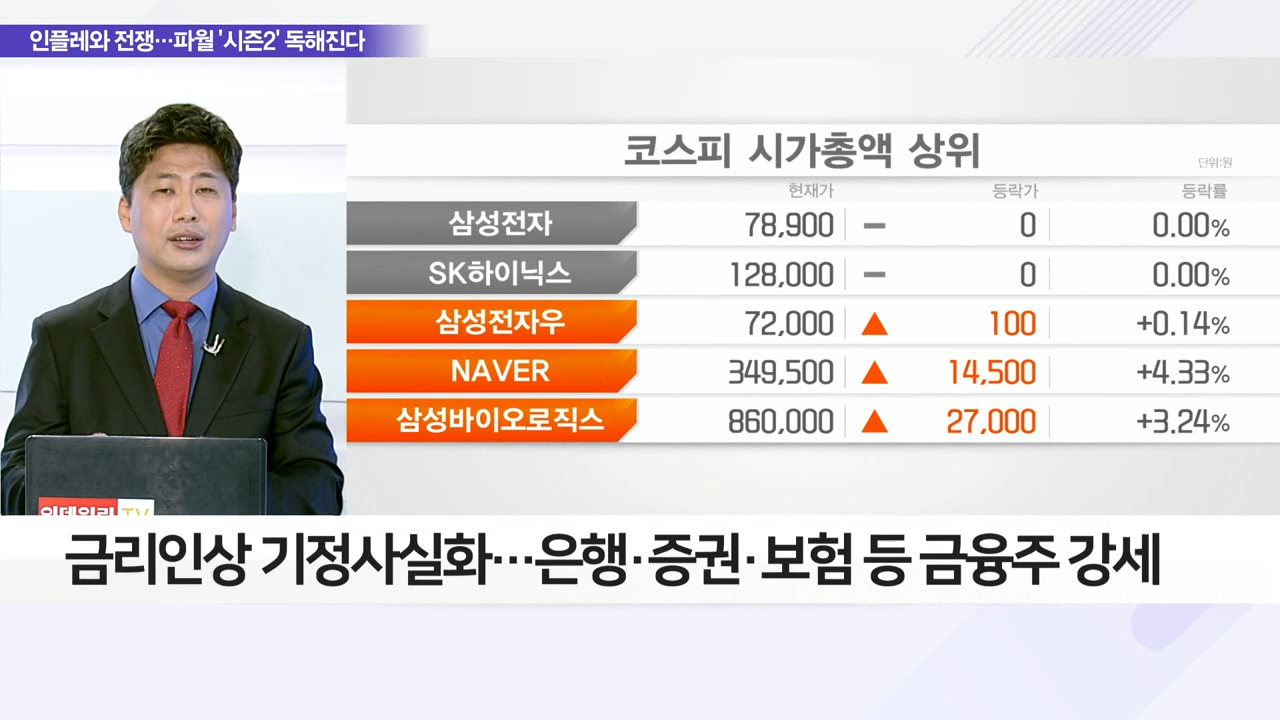 인플레와 전쟁…파월 '시즌2' 독해진다
코스피 시가총액 상위
단위:원
현재가 등락가 등락률
삼성전자 78,900 － 0 0.00%
SK하이닉스 128,000 － 0 0.00%
삼성전자우 72,000 ▲ 100 +0.14%
NAVER 349,500 ▲ 14,500 +4.33%
삼성바이오로직스 860,000 ▲ 27,000 +3.24%
이데일리 TV
금리인상 기정사실화…은행·증권·보험 등 금융주 강세